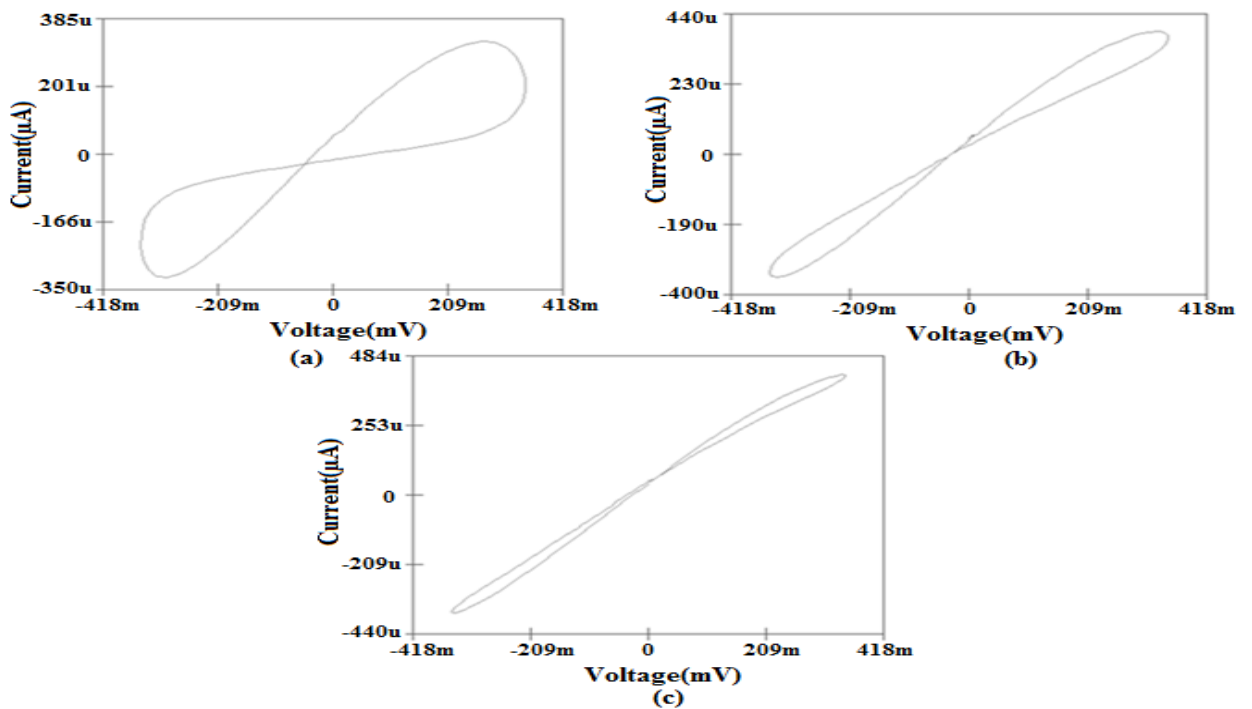 385u
201u
0
-166u
-350u
Current(µA)
-418m -209m 0 209m 418m
Voltage(mV)
(a)
440u
230u
0
-190u
-400u
Current(µA)
-418m -209m 0 209m 418m
Voltage(mV)
(b)
484u
253u
0
-209u
-440u
Current(µA)
-418m -209m 0 209m 418m
Voltage(mV)
(c)